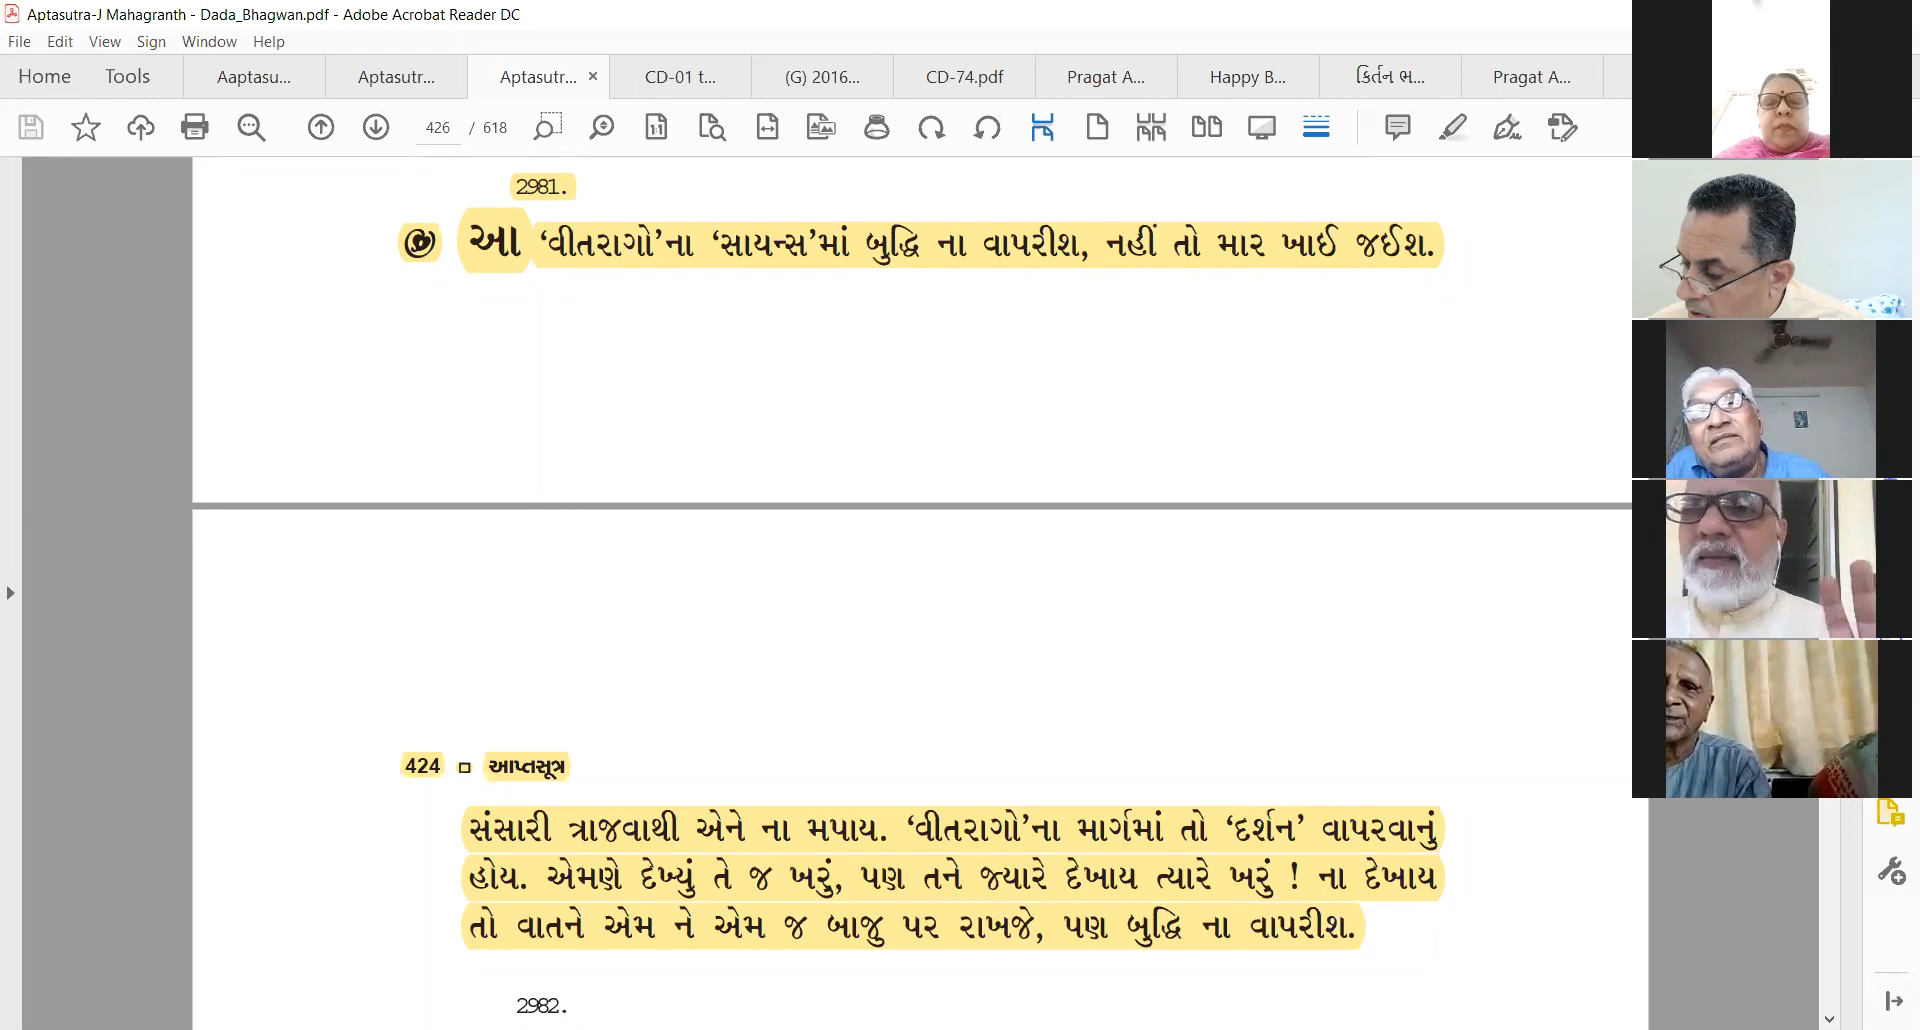 Aptasutra-J Mahagranth - Dada_Bhagwan.pdf - Adobe Acrobat Reader DC
File Edit View Sign Window Help
Home Tools Aaptasu... Aptasutr... Aptasutr... × CD-01 t... (G) 2016... CD-74.pdf Pragat A... Happy B... કિર્તન ભ... Pragat A...
426 / 618
2981.
આ ‘વીતરાગો’ના ‘સાયન્સ’માં બુદ્ધિ ના વાપરીશ, નહીં તો માર ખાઈ જઈશ.
424 આપ્તસૂત્ર
સંસારી ત્રાજવાથી એને ના મપાય. ‘વીતરાગો’ના માર્ગમાં તો ‘દર્શન’ વાપરવાનું
હોય. એમણે દેખ્યું તે જ ખરું, પણ તને જ્યારે દેખાય ત્યારે ખરું ! ના દેખાય
તો વાતને એમ ને એમ જ બાજુ પર રાખજે, પણ બુદ્ધિ ના વાપરીશ.
2982.